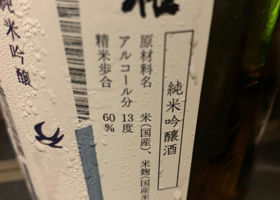 純米吟醸酒
原材料名 米(国産)、米麹(国産米
アルコール分 13度
精米歩合 60%
純米吟醸